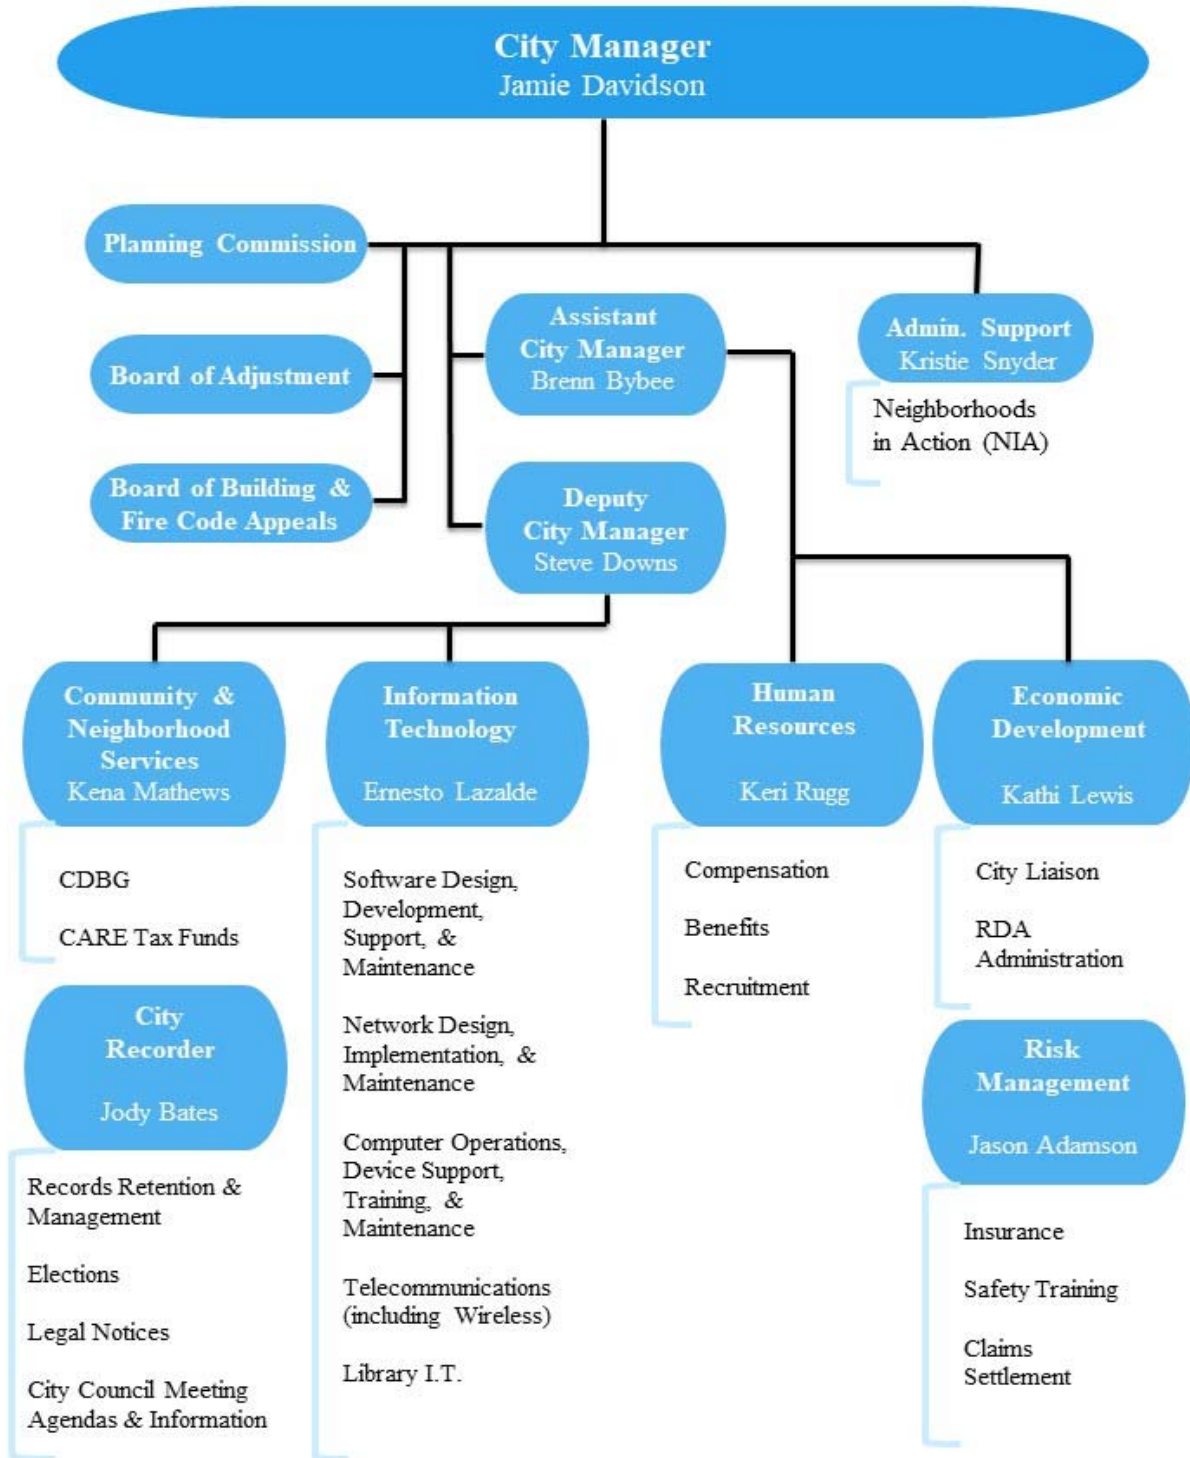 City Manager
Jamie Davidson
Planning Commission
Board of Adjustment
Board of Building &
Fire Code Appeals
Assistant
City Manager
Brenn Bybee
Deputy
City Manager
Steve Downs
Admin. Support
Kristie Snyder
Neighborhoods
in Action (NIA)
Community &
Neighborhood
Services
Kena Mathews
CDBG
CARE Tax Funds
City
Recorder
Jody Bates
Records Retention &
Management
Elections
Legal Notices
City Council Meeting
Agendas & Information
Information
Technology
Ernesto Lazalde
Software Design,
Development,
Support, &
Maintenance
Network Design,
Implementation, &
Maintenance
Computer Operations,
Device Support,
Training, &
Maintenance
Telecommunications
(including Wireless)
Library I.T.
Human
Resources
Keri Rugg
Compensation
Benefits
Recruitment
Economic
Development
Kathi Lewis
City Liaison
RDA
Administration
Risk
Management
Jason Adamson
Insurance
Safety Training
Claims
Settlement